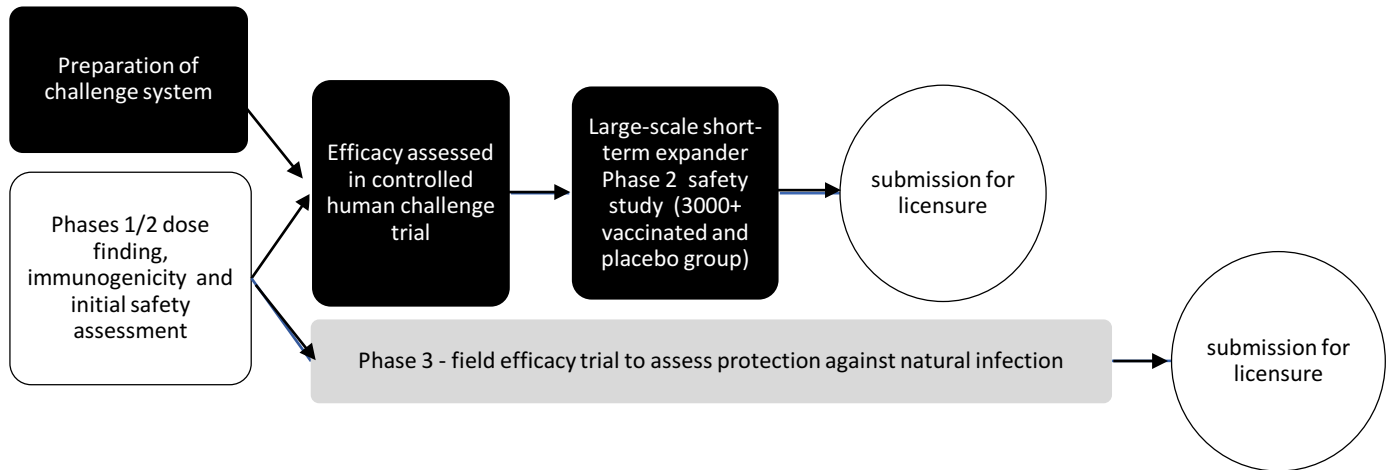 Preparation of
challenge system
Phases 1/2 dose
finding,
immunogenicity and
initial safety
assessment
Efficacy assessed
in controlled
human challenge
trial
Large-scale short-
term expander
Phase 2 safety
study (3000+
vaccinated and
placebo group)
submission for
licensure
Phase 3 - field efficacy trial to assess protection against natural infection
submission for
licensure